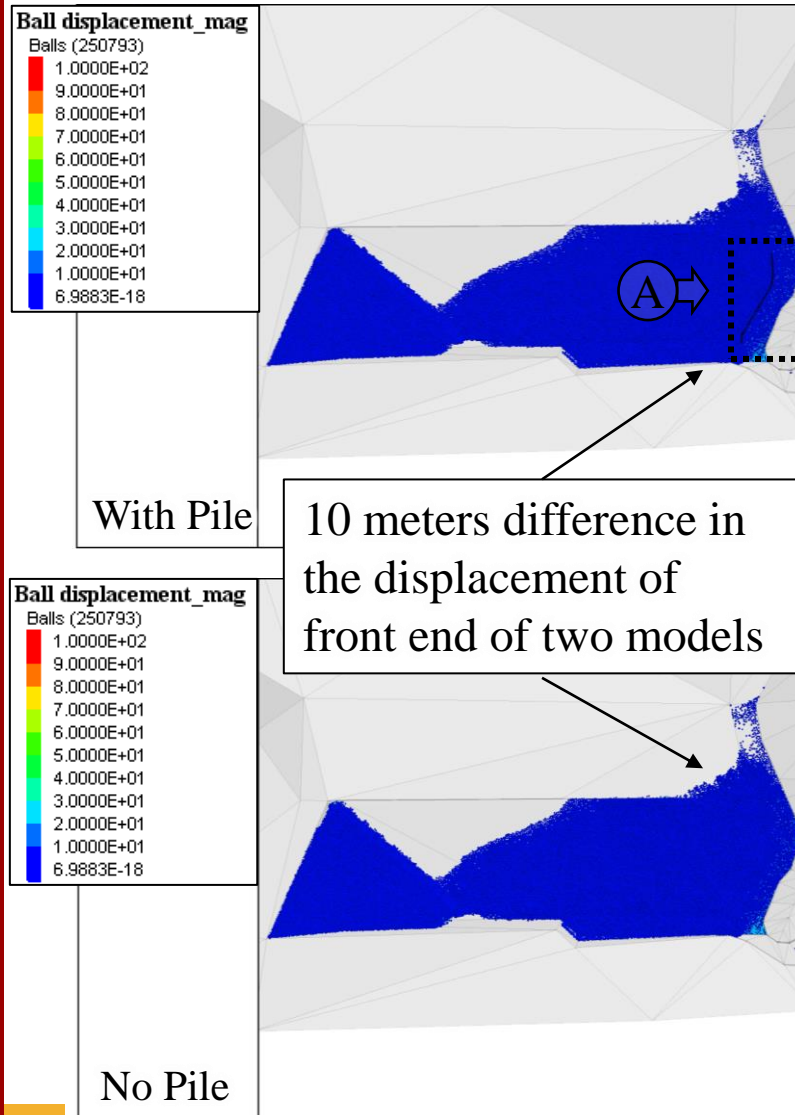 Ball displacement_mag
Balls (250793)
1.0000E+02
9.0000E+01
8.0000E+01
7.0000E+01
6.0000E+01
5.0000E+01
4.0000E+01
3.0000E+01
2.0000E+01
1.0000E+01
6.9883E-18
A
With Pile
10 meters difference in
the displacement of
front end of two models
Ball displacement_mag
Balls (250793)
1.0000E+02
9.0000E+01
8.0000E+01
7.0000E+01
6.0000E+01
5.0000E+01
4.0000E+01
3.0000E+01
2.0000E+01
1.0000E+01
6.9883E-18
No Pile